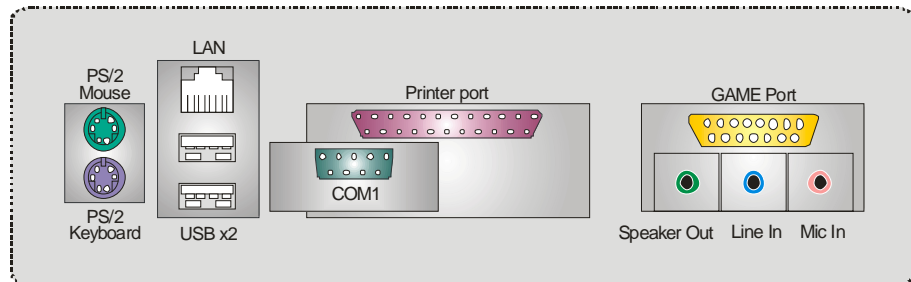 LAN
PS/2
Mouse
Printer port
GAME Port
COM1
PS/2
Keyboard
USB x2
Speaker Out
Line In
Mic In